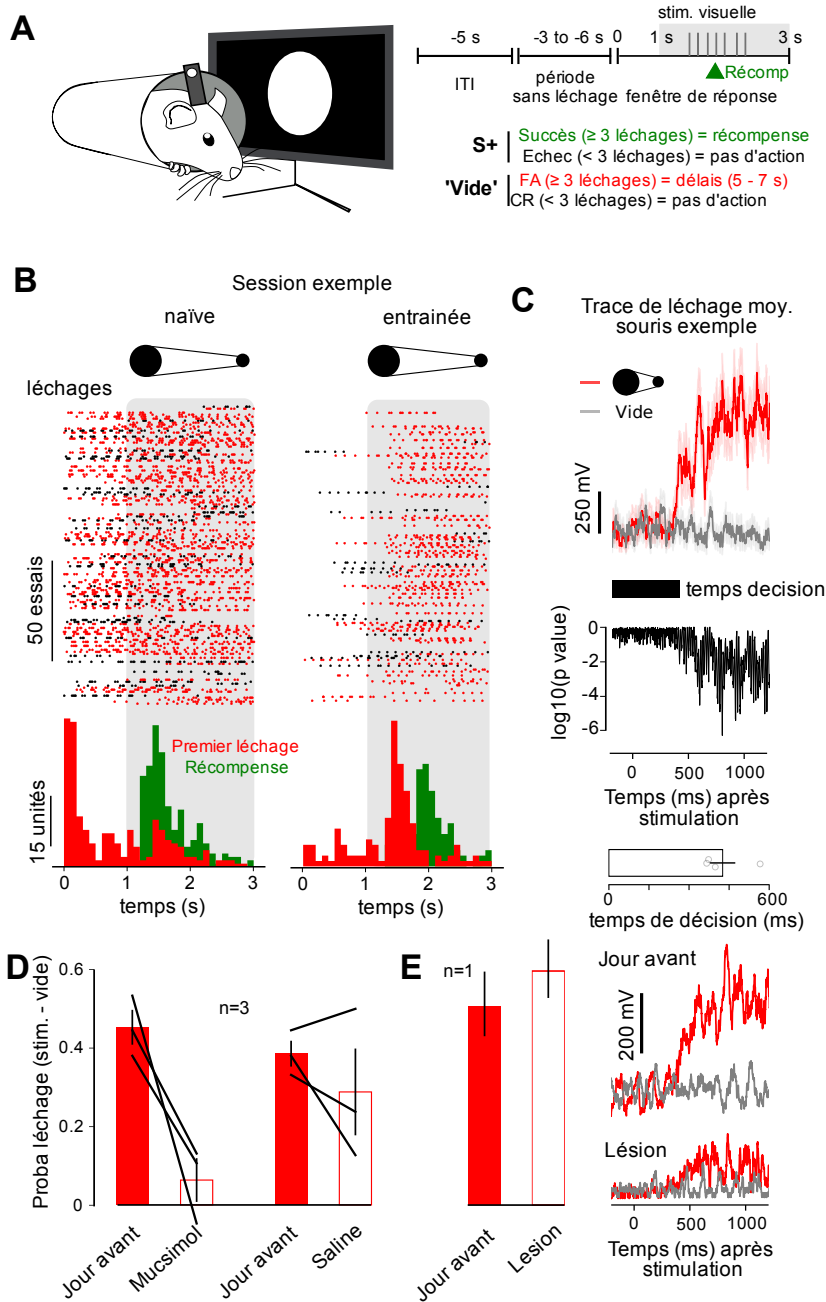 A
stim. visuelle
-5 s
-3 to -6 s
0
1 s
3 s
Récomp
ITI
période
sans léchage
fenêtre de réponse
S+
Succès (≥ 3 léchages) = récompense
Echec (< 3 léchages) = pas d'action
'Vide'
FA (≥ 3 léchages) = délais (5 - 7 s)
CR (< 3 léchages) = pas d'action
B
Session exemple
naïve
entrainée
léchages
50 essais
15 unités
Premier léchage
Récompense
0 1 2 3
temps (s)
0 1 2 3
temps (s)
C
Trace de léchage moy.
souris exemple
Vide
250 mV
temps decision
log10(p value)
0
-2
-4
-6
0 500 1000
Temps (ms) après
stimulation
0 600
temps de décision (ms)
D
Proba léchage (stim. - vide)
0.6
0.4
0.2
0
n=3
Jour avant
Mucsimol
Jour avant
Saline
E
n=1
Jour avant
Lesion
Jour avant
200 mV
Lésion
0 500 1000
Temps (ms) après
stimulation